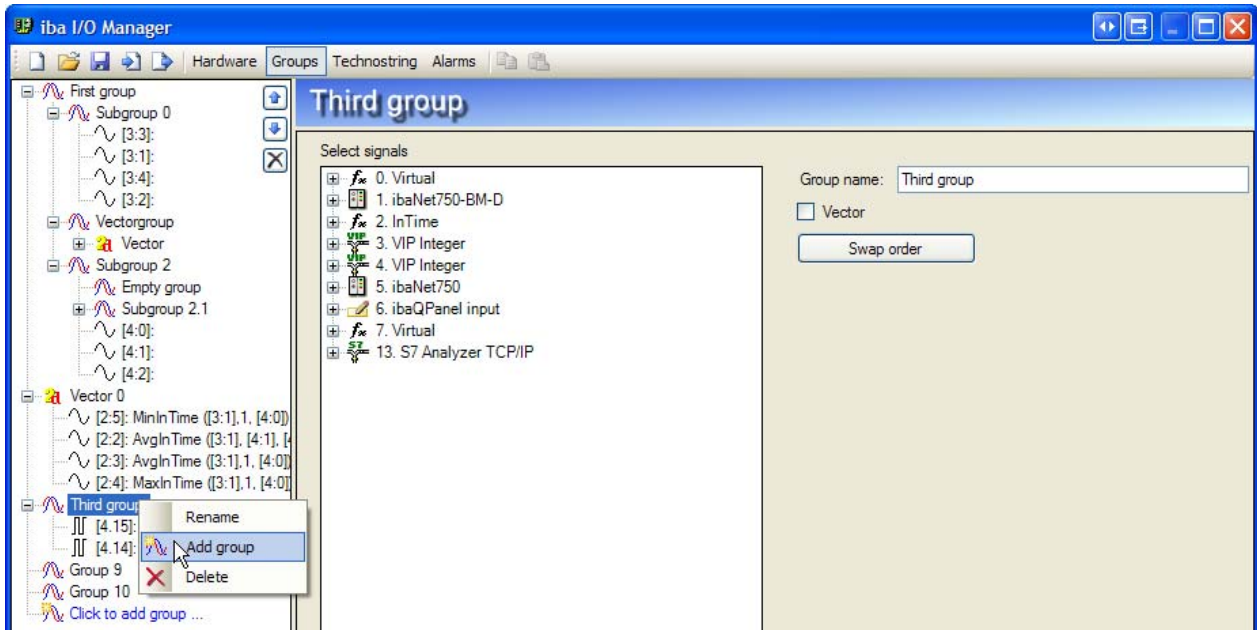 iba I/O Manager
Hardware Groups Technostring Alarms
First group
Subgroup 0
[3:3]:
[3:1]:
[3:4]:
[3:2]:
Vectorgroup
Vector
Subgroup 2
Empty group
Subgroup 2.1
[4:0]:
[4:1]:
[4:2]:
Vector 0
[2:5]: MinInTime ([3:1],1, [4:0])
[2:2]: AvgInTime ([3:1], [4:1], [4
[2:3]: AvgInTime ([3:1],1, [4:0])
[2:4]: MaxInTime ([3:1],1, [4:0]
Third group
[4.15]:
[4.14]:
Group 9
Group 10
Click to add group ...
Rename
Add group
Delete
Third group
Select signals
0. Virtual
1. ibaNet750-BM-D
2. InTime
VIP 3. VIP Integer
VIP 4. VIP Integer
5. ibaNet750
6. ibaQPanel input
7. Virtual
S7 13. S7 Analyzer TCP/IP
Group name: Third group
Vector
Swap order